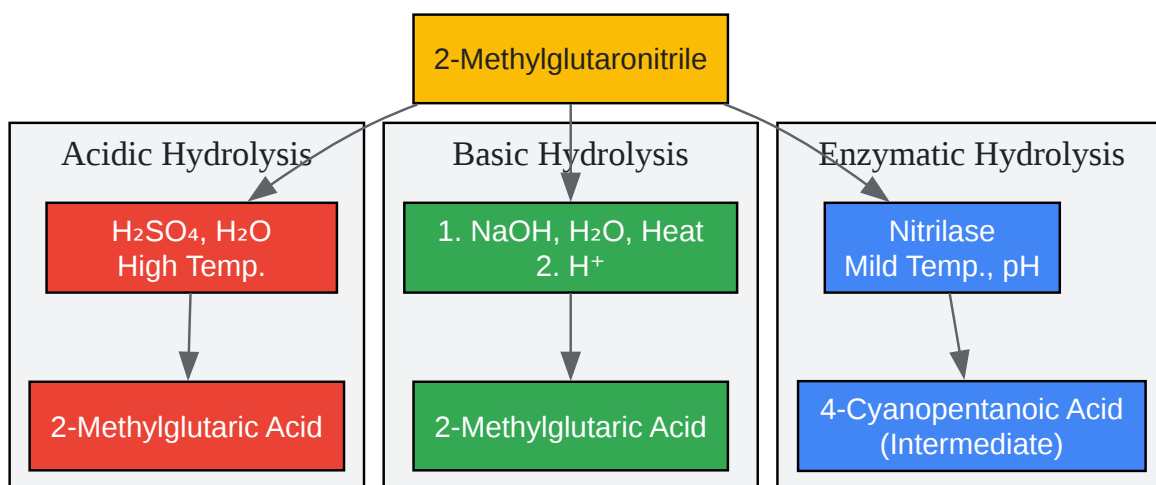 2-Methylglutaronitrile
Acidic Hydrolysis
H₂SO₄, H₂O
High Temp.
2-Methylglutaric Acid
Basic Hydrolysis
1. NaOH, H₂O, Heat
2. H⁺
2-Methylglutaric Acid
Enzymatic Hydrolysis
Nitrilase
Mild Temp., pH
4-Cyanopentanoic Acid
(Intermediate)